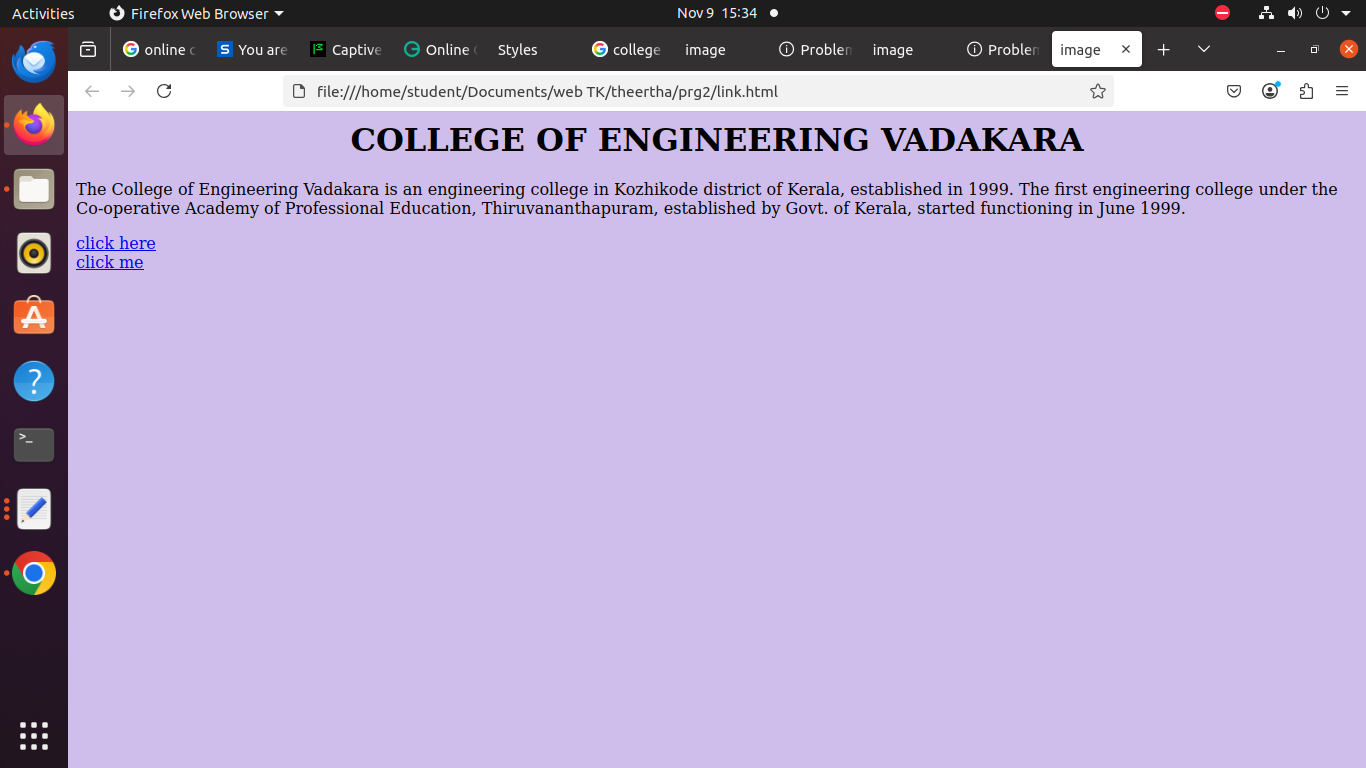 Activities Firefox Web Browser Nov 9 15:34
online c You are Captive Online Styles college image Problem image Problem image
file:///home/student/Documents/web TK/theertha/prg2/link.html
COLLEGE OF ENGINEERING VADAKARA
The College of Engineering Vadakara is an engineering college in Kozhikode district of Kerala, established in 1999. The first engineering college under the
Co-operative Academy of Professional Education, Thiruvananthapuram, established by Govt. of Kerala, started functioning in June 1999.
click here
click me